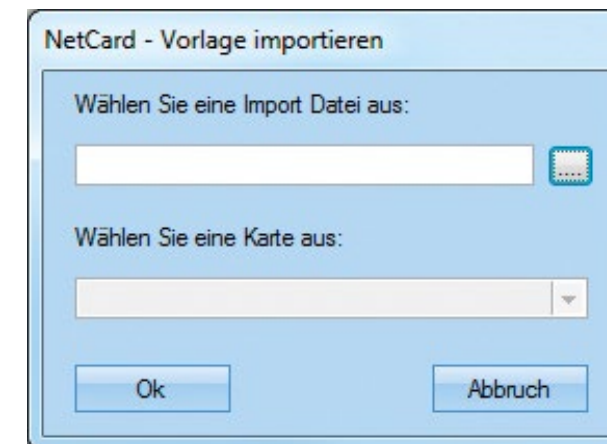 NetCard - Vorlage importieren
Wählen Sie eine Import Datei aus:
....
Wählen Sie eine Karte aus:
Ok Abbruch